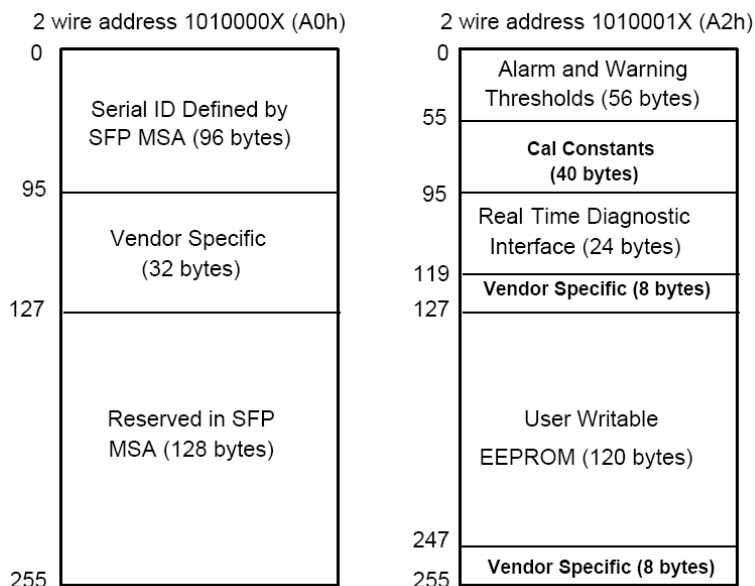 2 wire address 1010000X (A0h)
0
Serial ID Defined by
SFP MSA (96 bytes)
95
Vendor Specific
(32 bytes)
127
Reserved in SFP
MSA (128 bytes)
255
2 wire address 1010001X (A2h)
0
Alarm and Warning
Thresholds (56 bytes)
55
Cal Constants
(40 bytes)
95
Real Time Diagnostic
Interface (24 bytes)
119
Vendor Specific (8 bytes)
127
User Writable
EEPROM (120 bytes)
247
Vendor Specific (8 bytes)
255